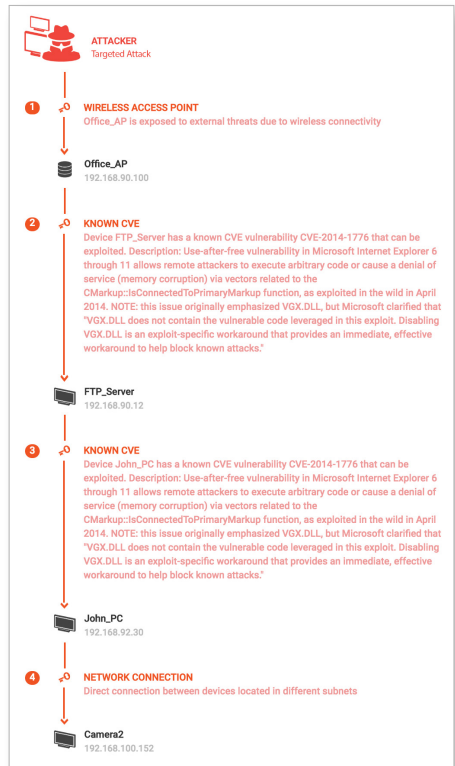 ATTACKER
Targeted Attack
1
WIRELESS ACCESS POINT
Office_AP is exposed to external threats due to wireless connectivity
Office_AP
192.168.90.100
2
KNOWN CVE
Device FTP_Server has a known CVE vulnerability CVE-2014-1776 that can be
exploited. Description: Use-after-free vulnerability in Microsoft Internet Explorer 6
through 11 allows remote attackers to execute arbitrary code or cause a denial of
service (memory corruption) via vectors related to the
CMarkup::IsConnectedToPrimaryMarkup function, as exploited in the wild in April
2014. NOTE: this issue originally emphasized VGX.DLL, but Microsoft clarified that
"VGX.DLL does not contain the vulnerable code leveraged in this exploit. Disabling
VGX.DLL is an exploit-specific workaround that provides an immediate, effective
workaround to help block known attacks."
FTP_Server
192.168.90.12
3
KNOWN CVE
Device John_PC has a known CVE vulnerability CVE-2014-1776 that can be
exploited. Description: Use-after-free vulnerability in Microsoft Internet Explorer 6
through 11 allows remote attackers to execute arbitrary code or cause a denial of
service (memory corruption) via vectors related to the
CMarkup::IsConnectedToPrimaryMarkup function, as exploited in the wild in April
2014. NOTE: this issue originally emphasized VGX.DLL, but Microsoft clarified that
"VGX.DLL does not contain the vulnerable code leveraged in this exploit. Disabling
VGX.DLL is an exploit-specific workaround that provides an immediate, effective
workaround to help block known attacks."
John_PC
192.168.92.30
4
NETWORK CONNECTION
Direct connection between devices located in different subnets
Camera2
192.168.100.152